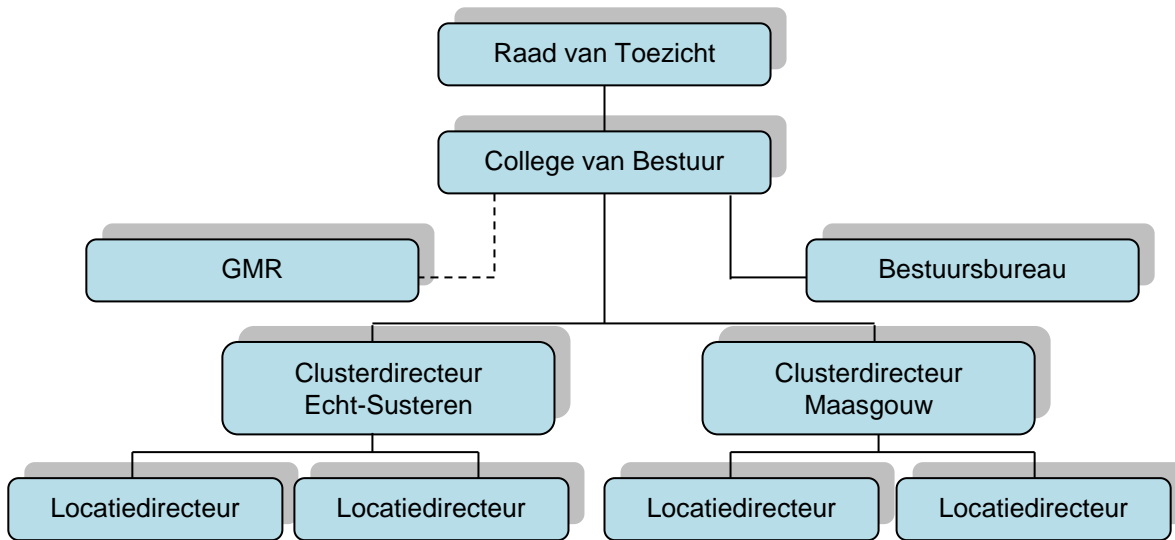 Raad van Toezicht
College van Bestuur
GMR
Bestuursbureau
Clusterdirecteur
Echt-Susteren
Clusterdirecteur
Maasgouw
Locatiedirecteur
Locatiedirecteur
Locatiedirecteur
Locatiedirecteur